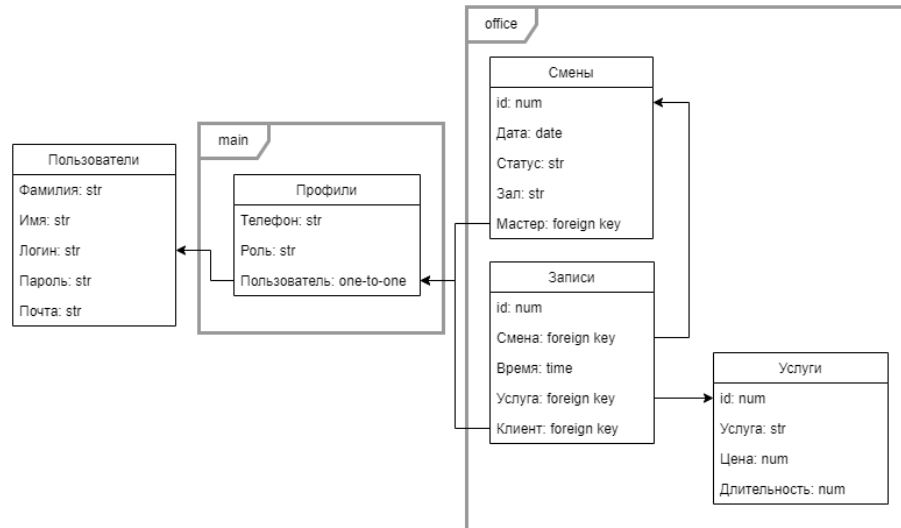 office
Смены
id: num
Дата: date
Статус: str
Зал: str
Мастер: foreign key
main
Пользователи
Фамилия: str
Имя: str
Логин: str
Пароль: str
Почта: str
Профили
Телефон: str
Роль: str
Пользователь: one-to-one
Записи
id: num
Смена: foreign key
Время: time
Услуга: foreign key
Клиент: foreign key
Услуги
id: num
Услуга: str
Цена: num
Длительность: num